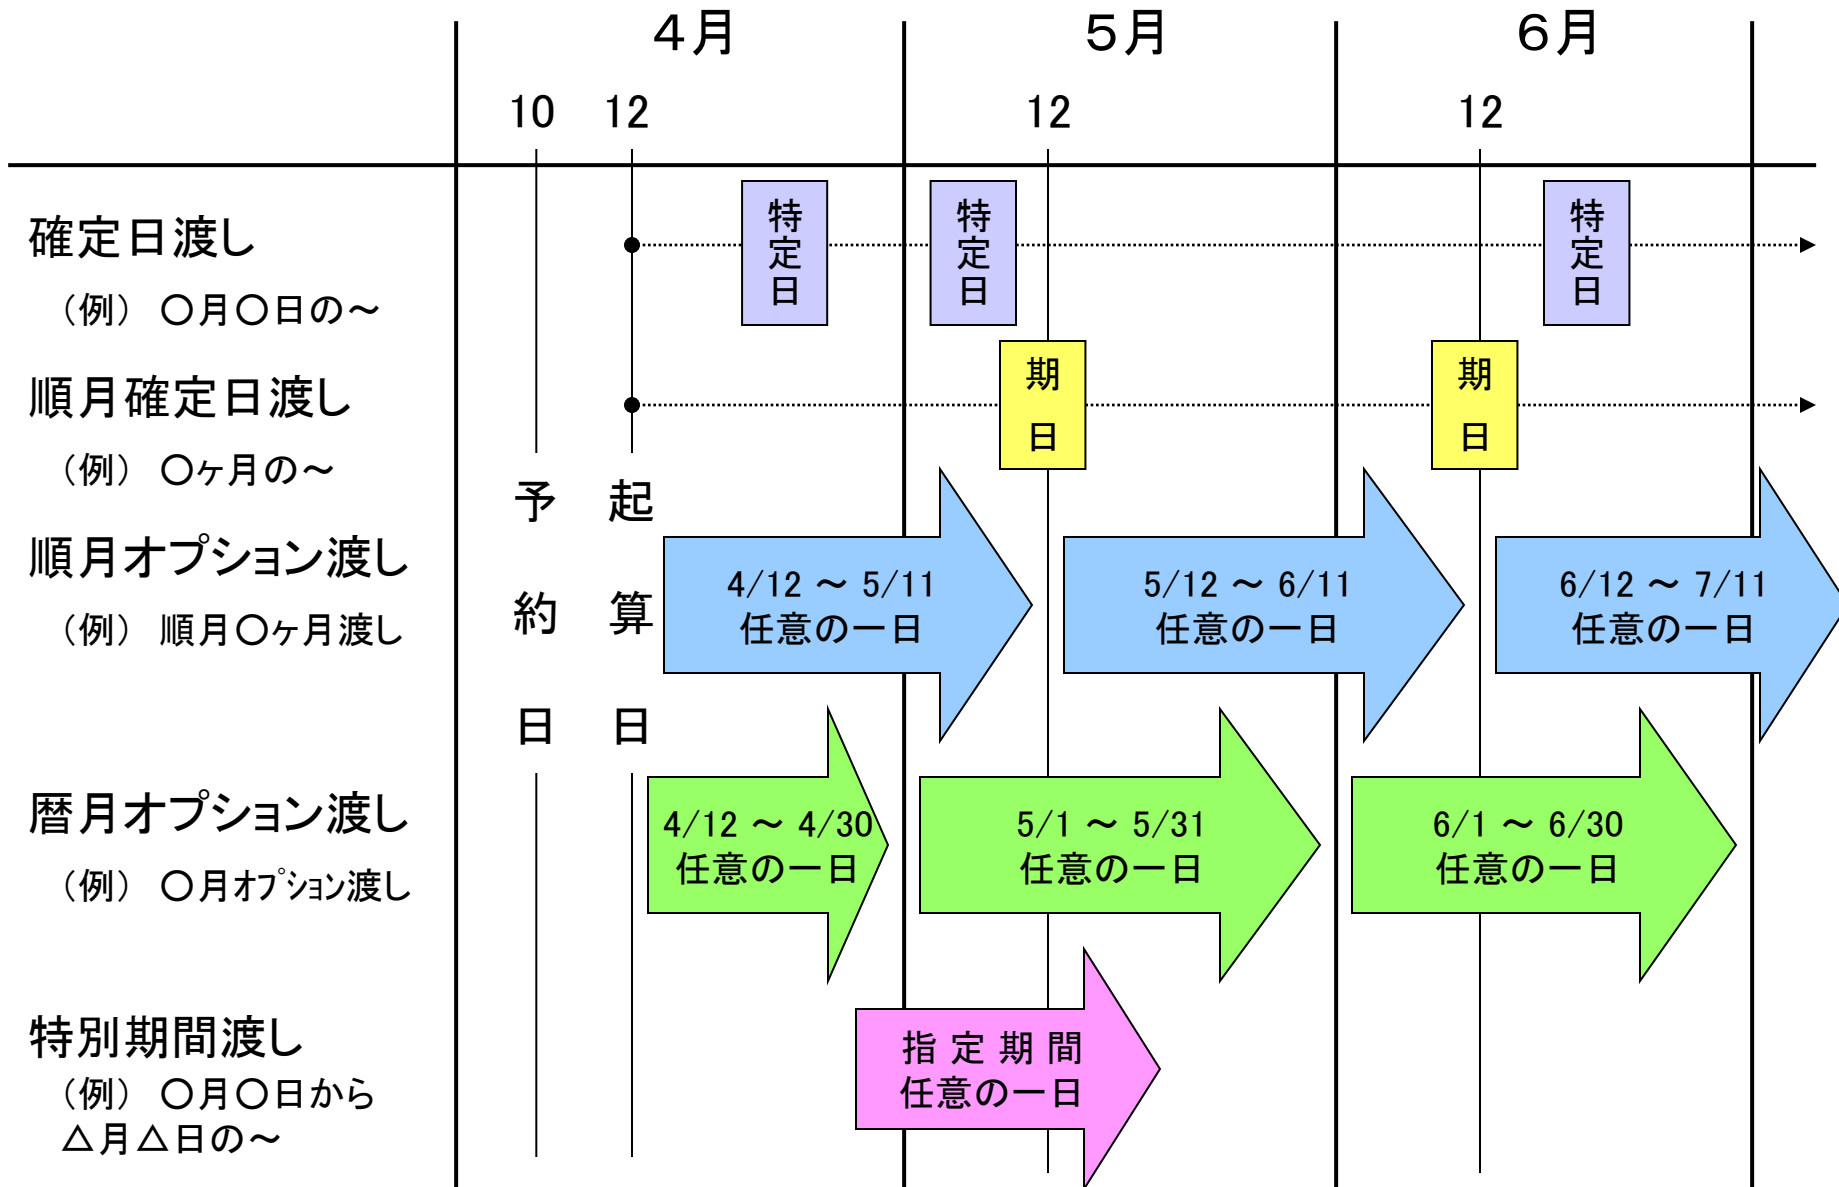 ４月
５月
６月
10
12
12
12
確定日渡し
（例） 〇月〇日の～
特定日
特定日
特定日
順月確定日渡し
（例） 〇ヶ月の～
期日
期日
予約日
起算日
順月オプション渡し
（例） 順月〇ヶ月渡し
4/12 ～ 5/11
任意の一日
5/12 ～ 6/11
任意の一日
6/12 ～ 7/11
任意の一日
暦月オプション渡し
（例） 〇月ｵﾌﾟｼｮﾝ渡し
4/12 ～ 4/30
任意の一日
5/1 ～ 5/31
任意の一日
6/1 ～ 6/30
任意の一日
特別期間渡し
（例） 〇月〇日から
△月△日の～
指 定 期 間
任意の一日